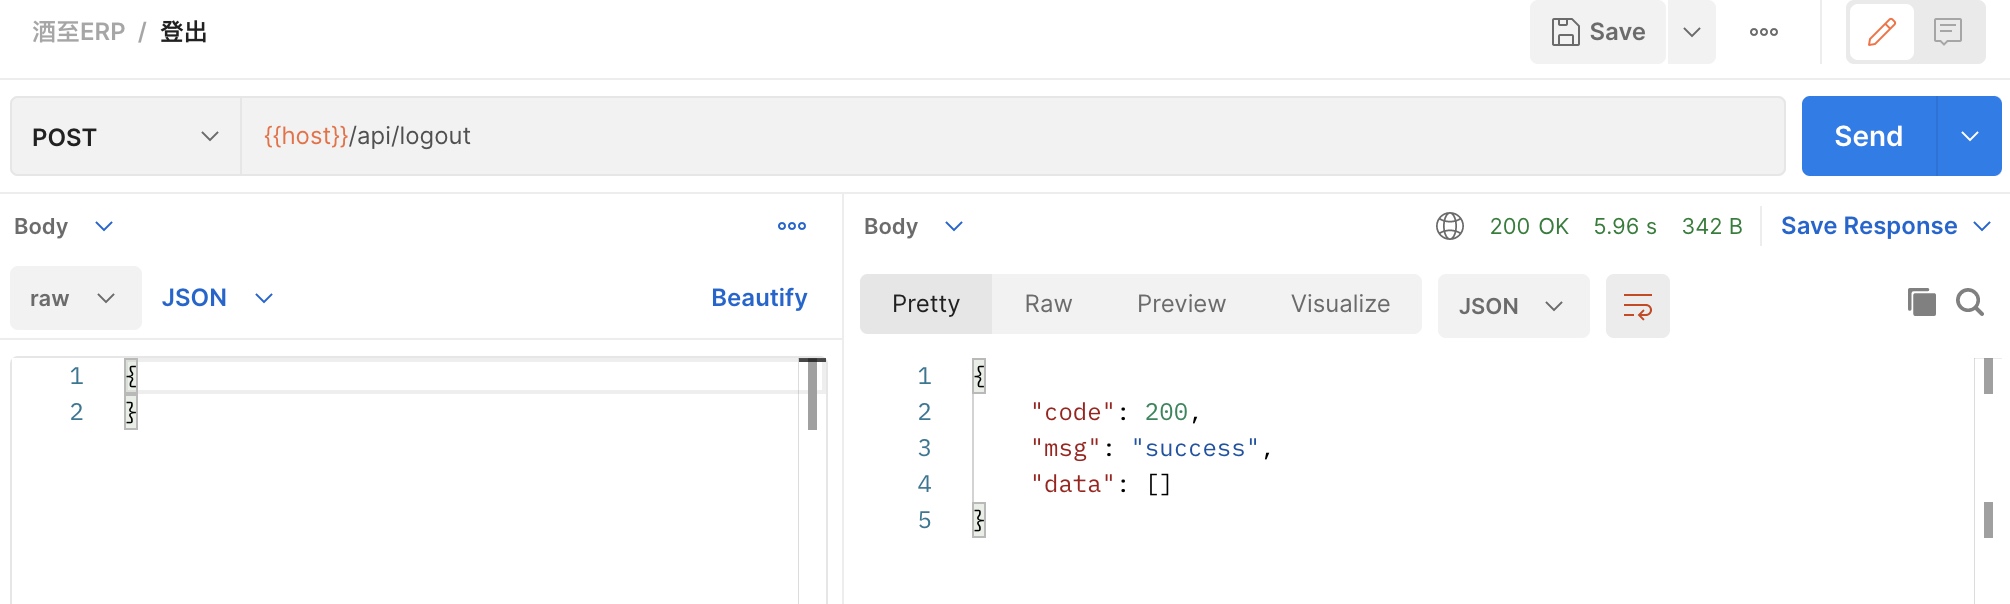 酒至ERP / 登出
Save
POST
{{host}}/api/logout
Send
Body
raw
JSON
Beautify
1 {
2 }
Body
200 OK
5.96 s
342 B
Save Response
Pretty
Raw
Preview
Visualize
JSON
1 {
2 "code": 200,
3 "msg": "success",
4 "data": []
5 }